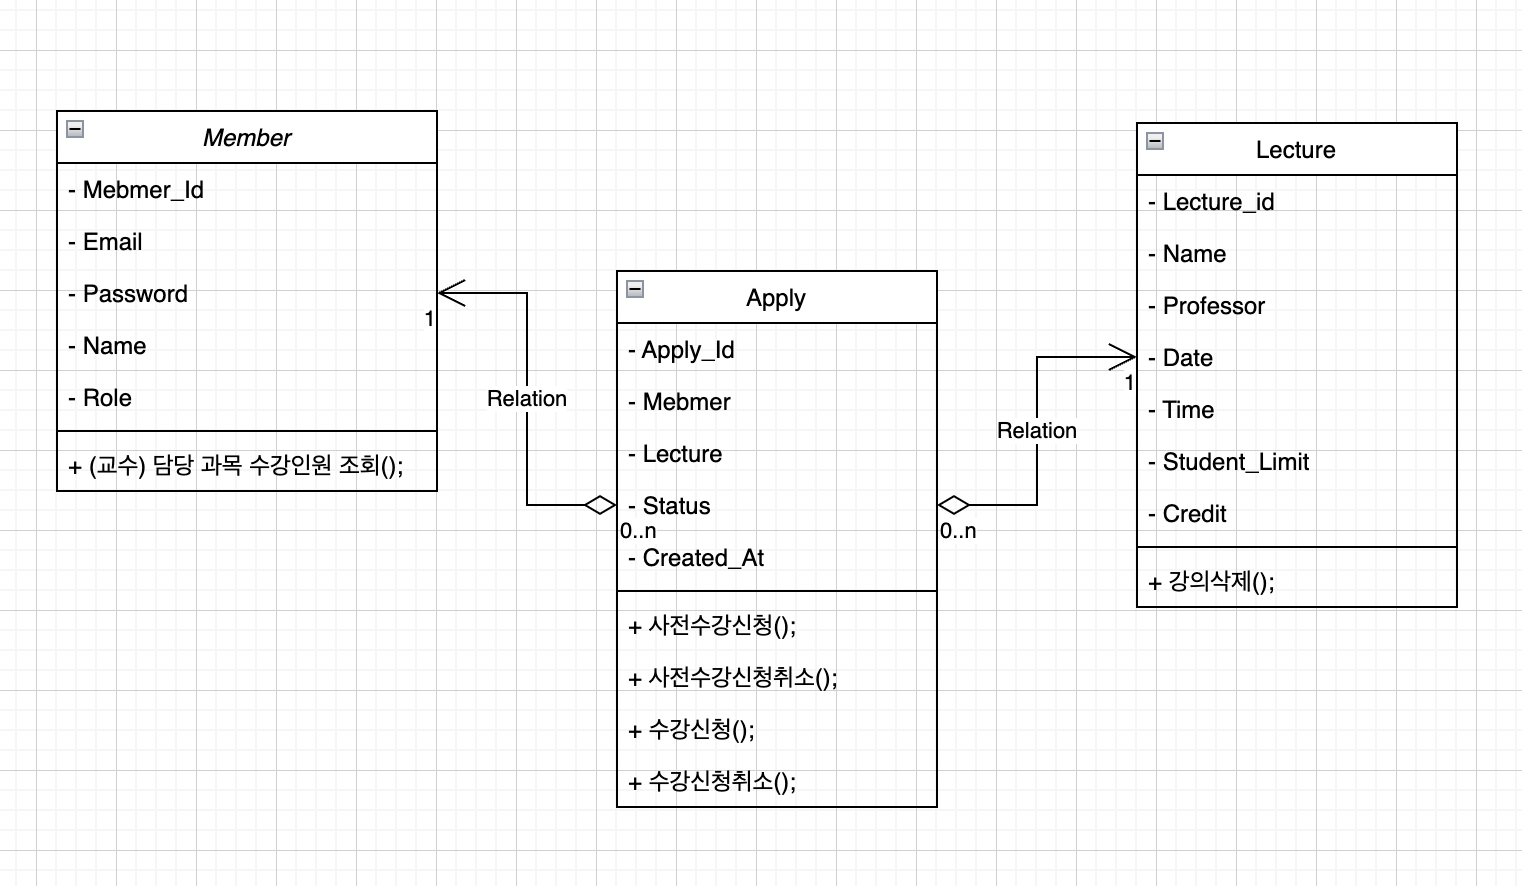 Member
- Mebmer_Id
- Email
- Password
- Name
- Role
+ (교수) 담당 과목 수강인원 조회();
1
Relation
0..n
Apply
- Apply_Id
- Mebmer
- Lecture
- Status
- Created_At
+ 사전수강신청();
+ 사전수강신청취소();
+ 수강신청();
+ 수강신청취소();
0..n
Relation
1
Lecture
- Lecture_id
- Name
- Professor
- Date
- Time
- Student_Limit
- Credit
+ 강의삭제();